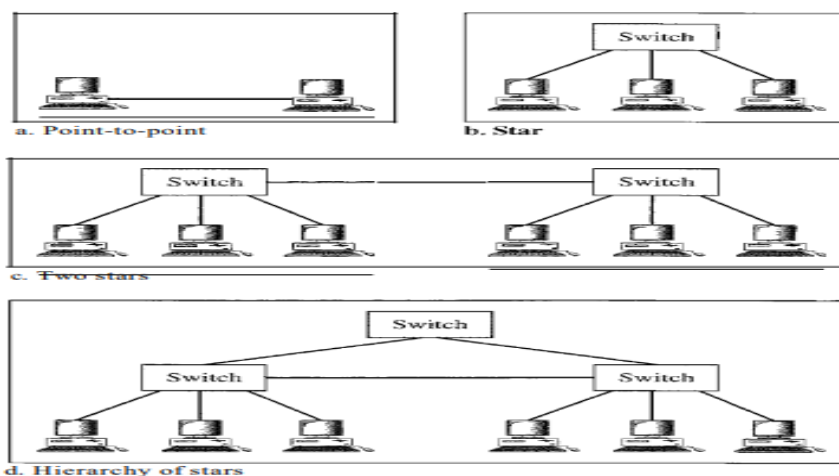 Switch
a. Point-to-point
b. Star
Switch
Switch
c. Two stars
Switch
Switch
Switch
d. Hierarchy of stars